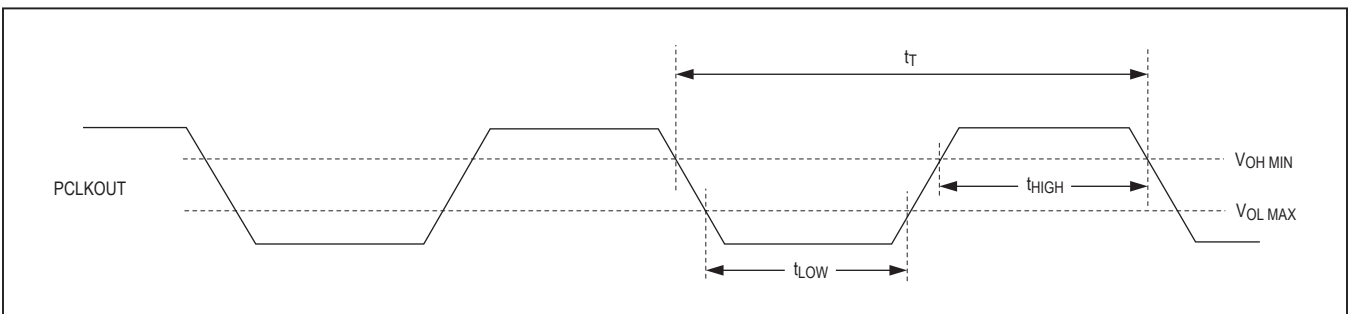 tT
VOH MIN
PCLKOUT
tHIGH
VOL MAX
tLOW